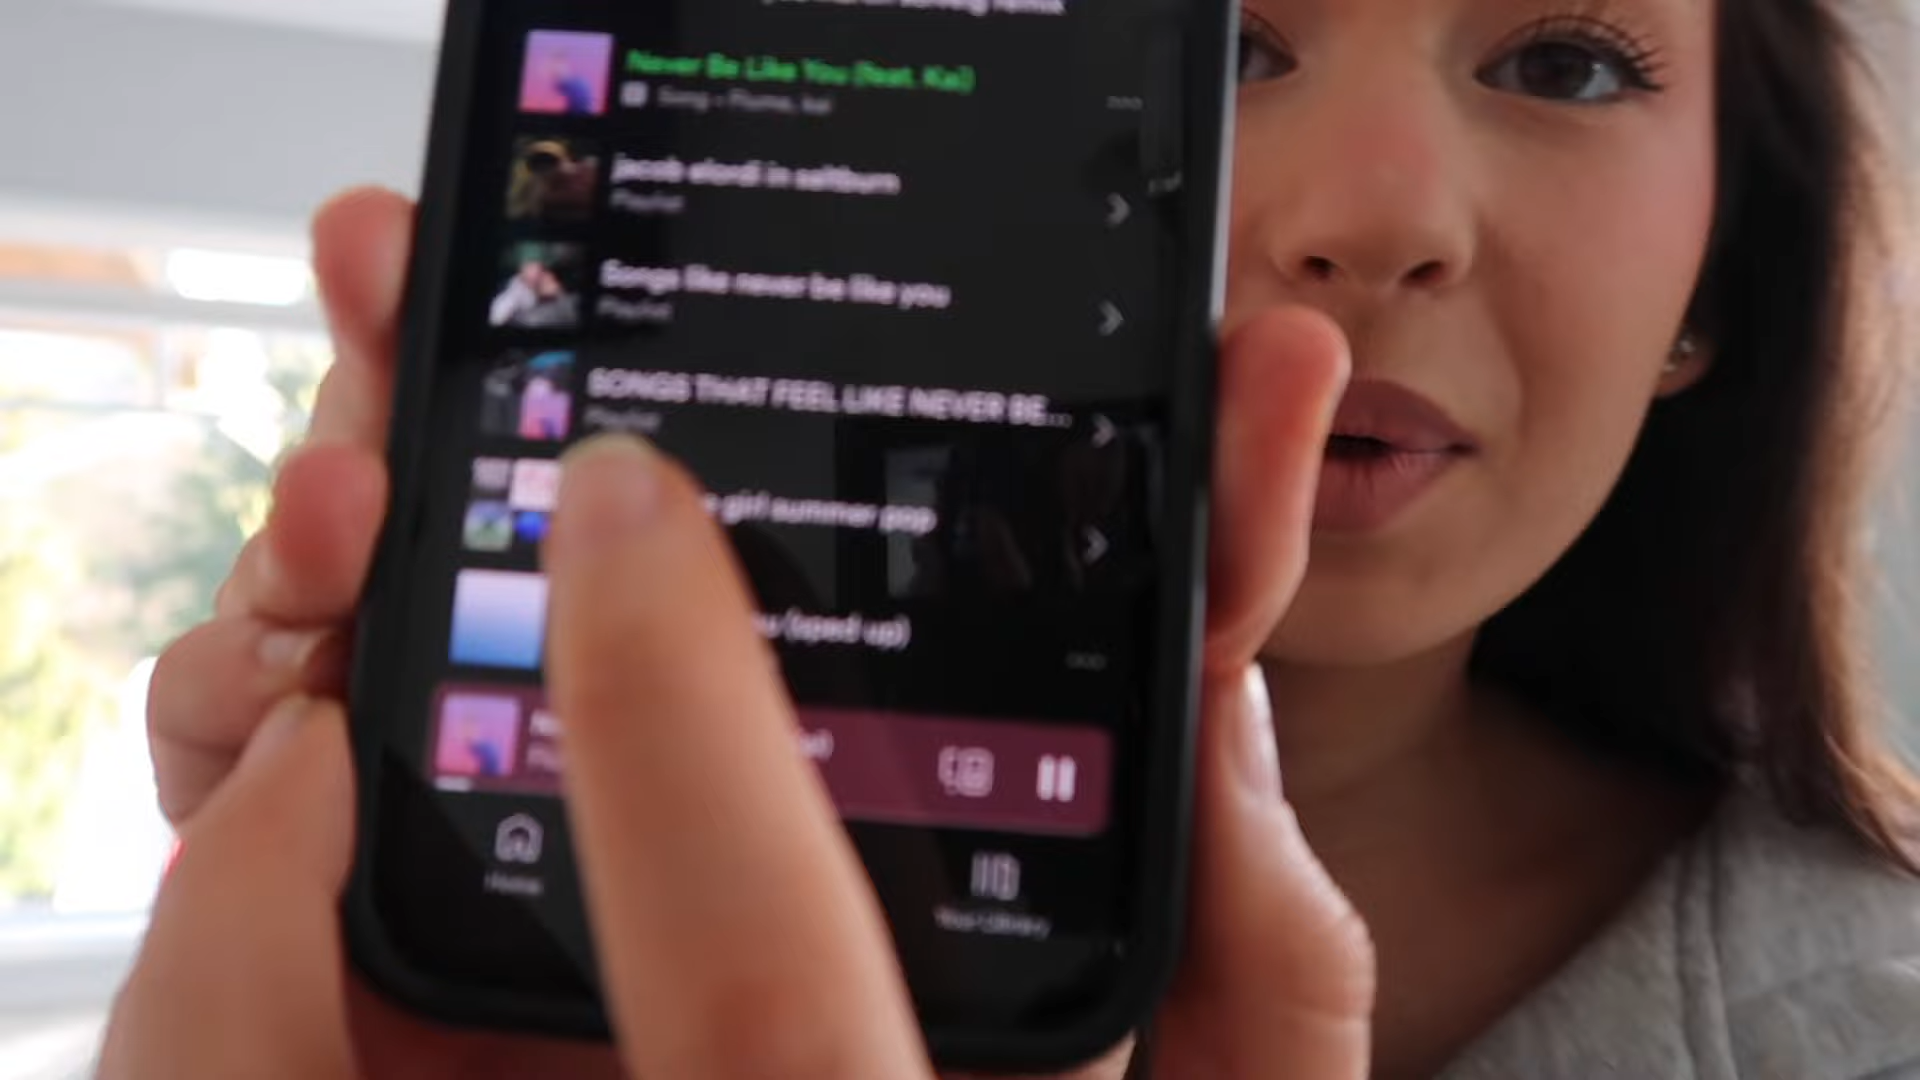 Never Be Like You (feat. Kai)
Song • Flume, kai
jacob elordi in saltburn
Playlist
Songs like never be like you
Playlist
SONGS THAT FEEL LIKE NEVER BE...
Playlist
girl summer pop
(sped up)
Home
Your Library